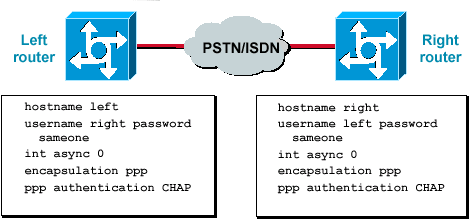 Left
router
PSTN/ISDN
Right
router
hostname left
username right password
sameone
int async 0
encapsulation ppp
ppp authentication CHAP
hostname right
username left password
sameone
int async 0
encapsulation ppp
ppp authentication CHAP